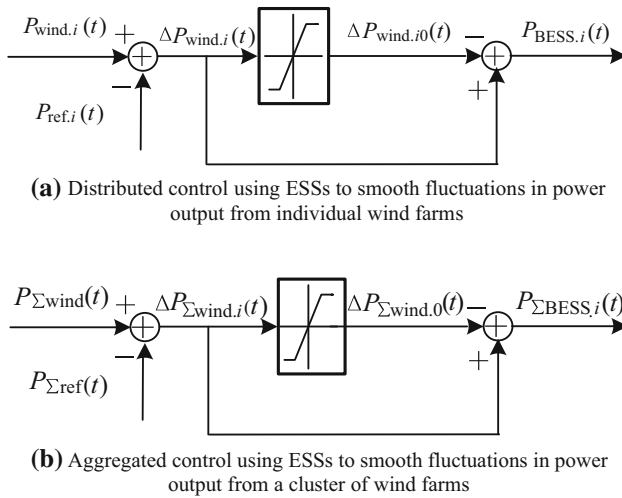 P_wind.i(t) + ΔP_wind.i(t) ΔP_wind.i0(t) − P_BESS.i(t)
− +
P_ref.i(t)
(a) Distributed control using ESSs to smooth fluctuations in power
output from individual wind farms
P_Σwind(t) + ΔP_Σwind.i(t) ΔP_Σwind.0(t) − P_ΣBESS.i(t)
− +
P_Σref(t)
(b) Aggregated control using ESSs to smooth fluctuations in power
output from a cluster of wind farms